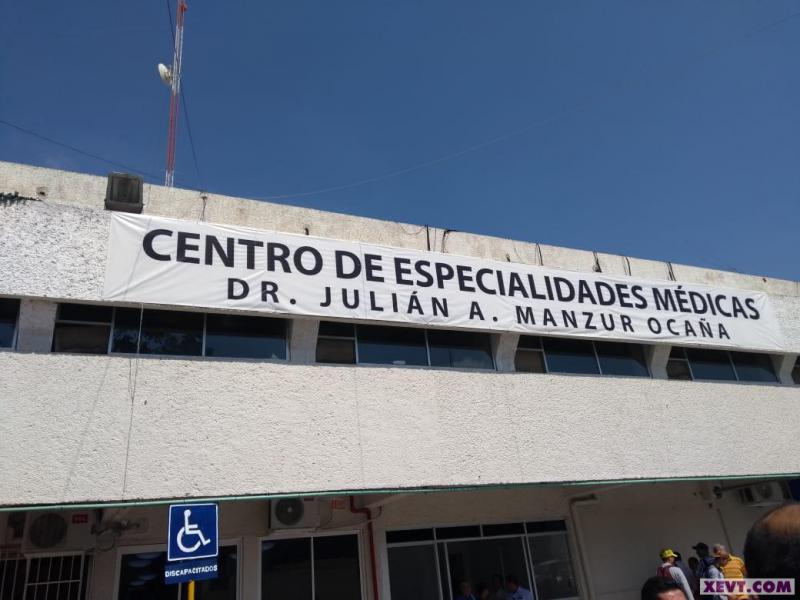 CENTRO DE ESPECIALIDADES MÉDICAS
DR. JULIÁN A. MANZUR OCAÑA
DISCAPACITADOS
XEVT.COM